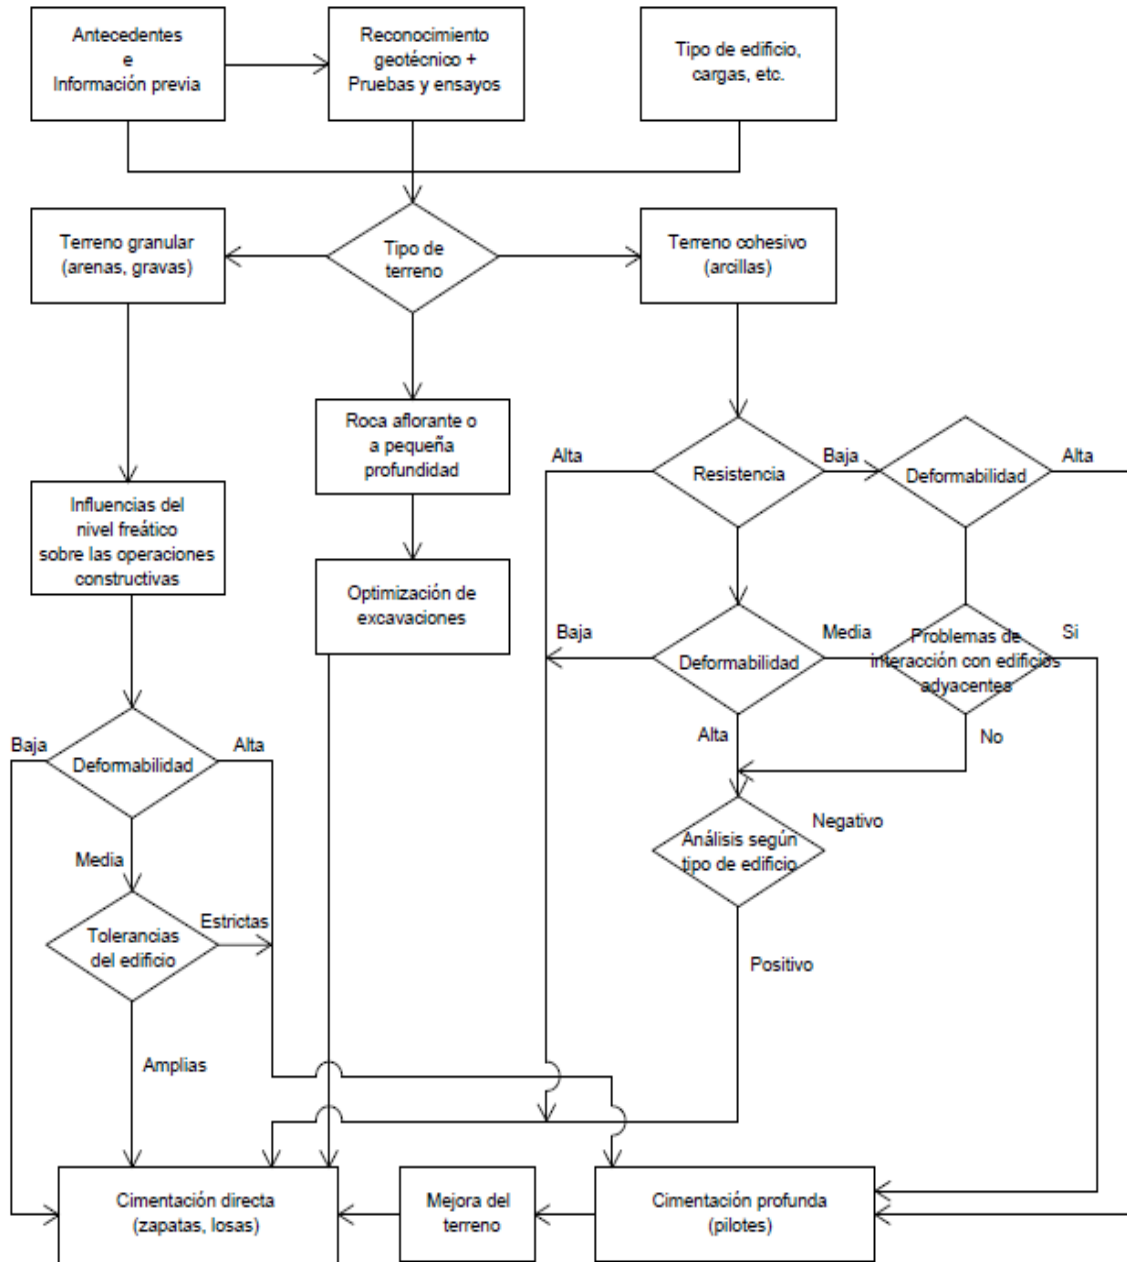 Antecedentes
e
Información previa
Reconocimiento
geotécnico +
Pruebas y ensayos
Tipo de edificio,
cargas, etc.
Terreno granular
(arenas, gravas)
Tipo de
terreno
Terreno cohesivo
(arcillas)
Roca aflorante o
a pequeña
profundidad
Alta
Resistencia
Baja
Deformabilidad
Alta
Influencias del
nivel freático
sobre las operaciones
constructivas
Optimización de
excavaciones
Baja
Deformabilidad
Media
Problemas de
interacción con edificios
adyacentes
Si
Baja
Deformabilidad
Alta
Alta
No
Media
Análisis según
tipo de edificio
Negativo
Tolerancias
del edificio
Estrictas
Positivo
Amplias
Cimentación directa
(zapatas, losas)
Mejora del
terreno
Cimentación profunda
(pilotes)